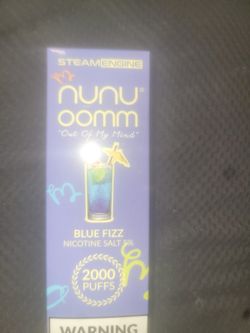 STEAMENGINE
nunu
oomm
"Out Of My Mind"
BLUE FIZZ
NICOTINE SALT 5%
2000
PUFFS
WARNING